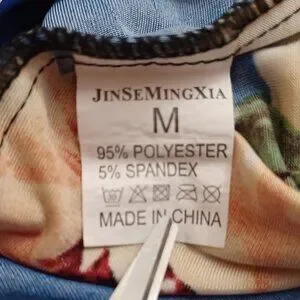 JINSEMINGXIA
M
95% POLYESTER
5% SPANDEX
MADE IN CHINA